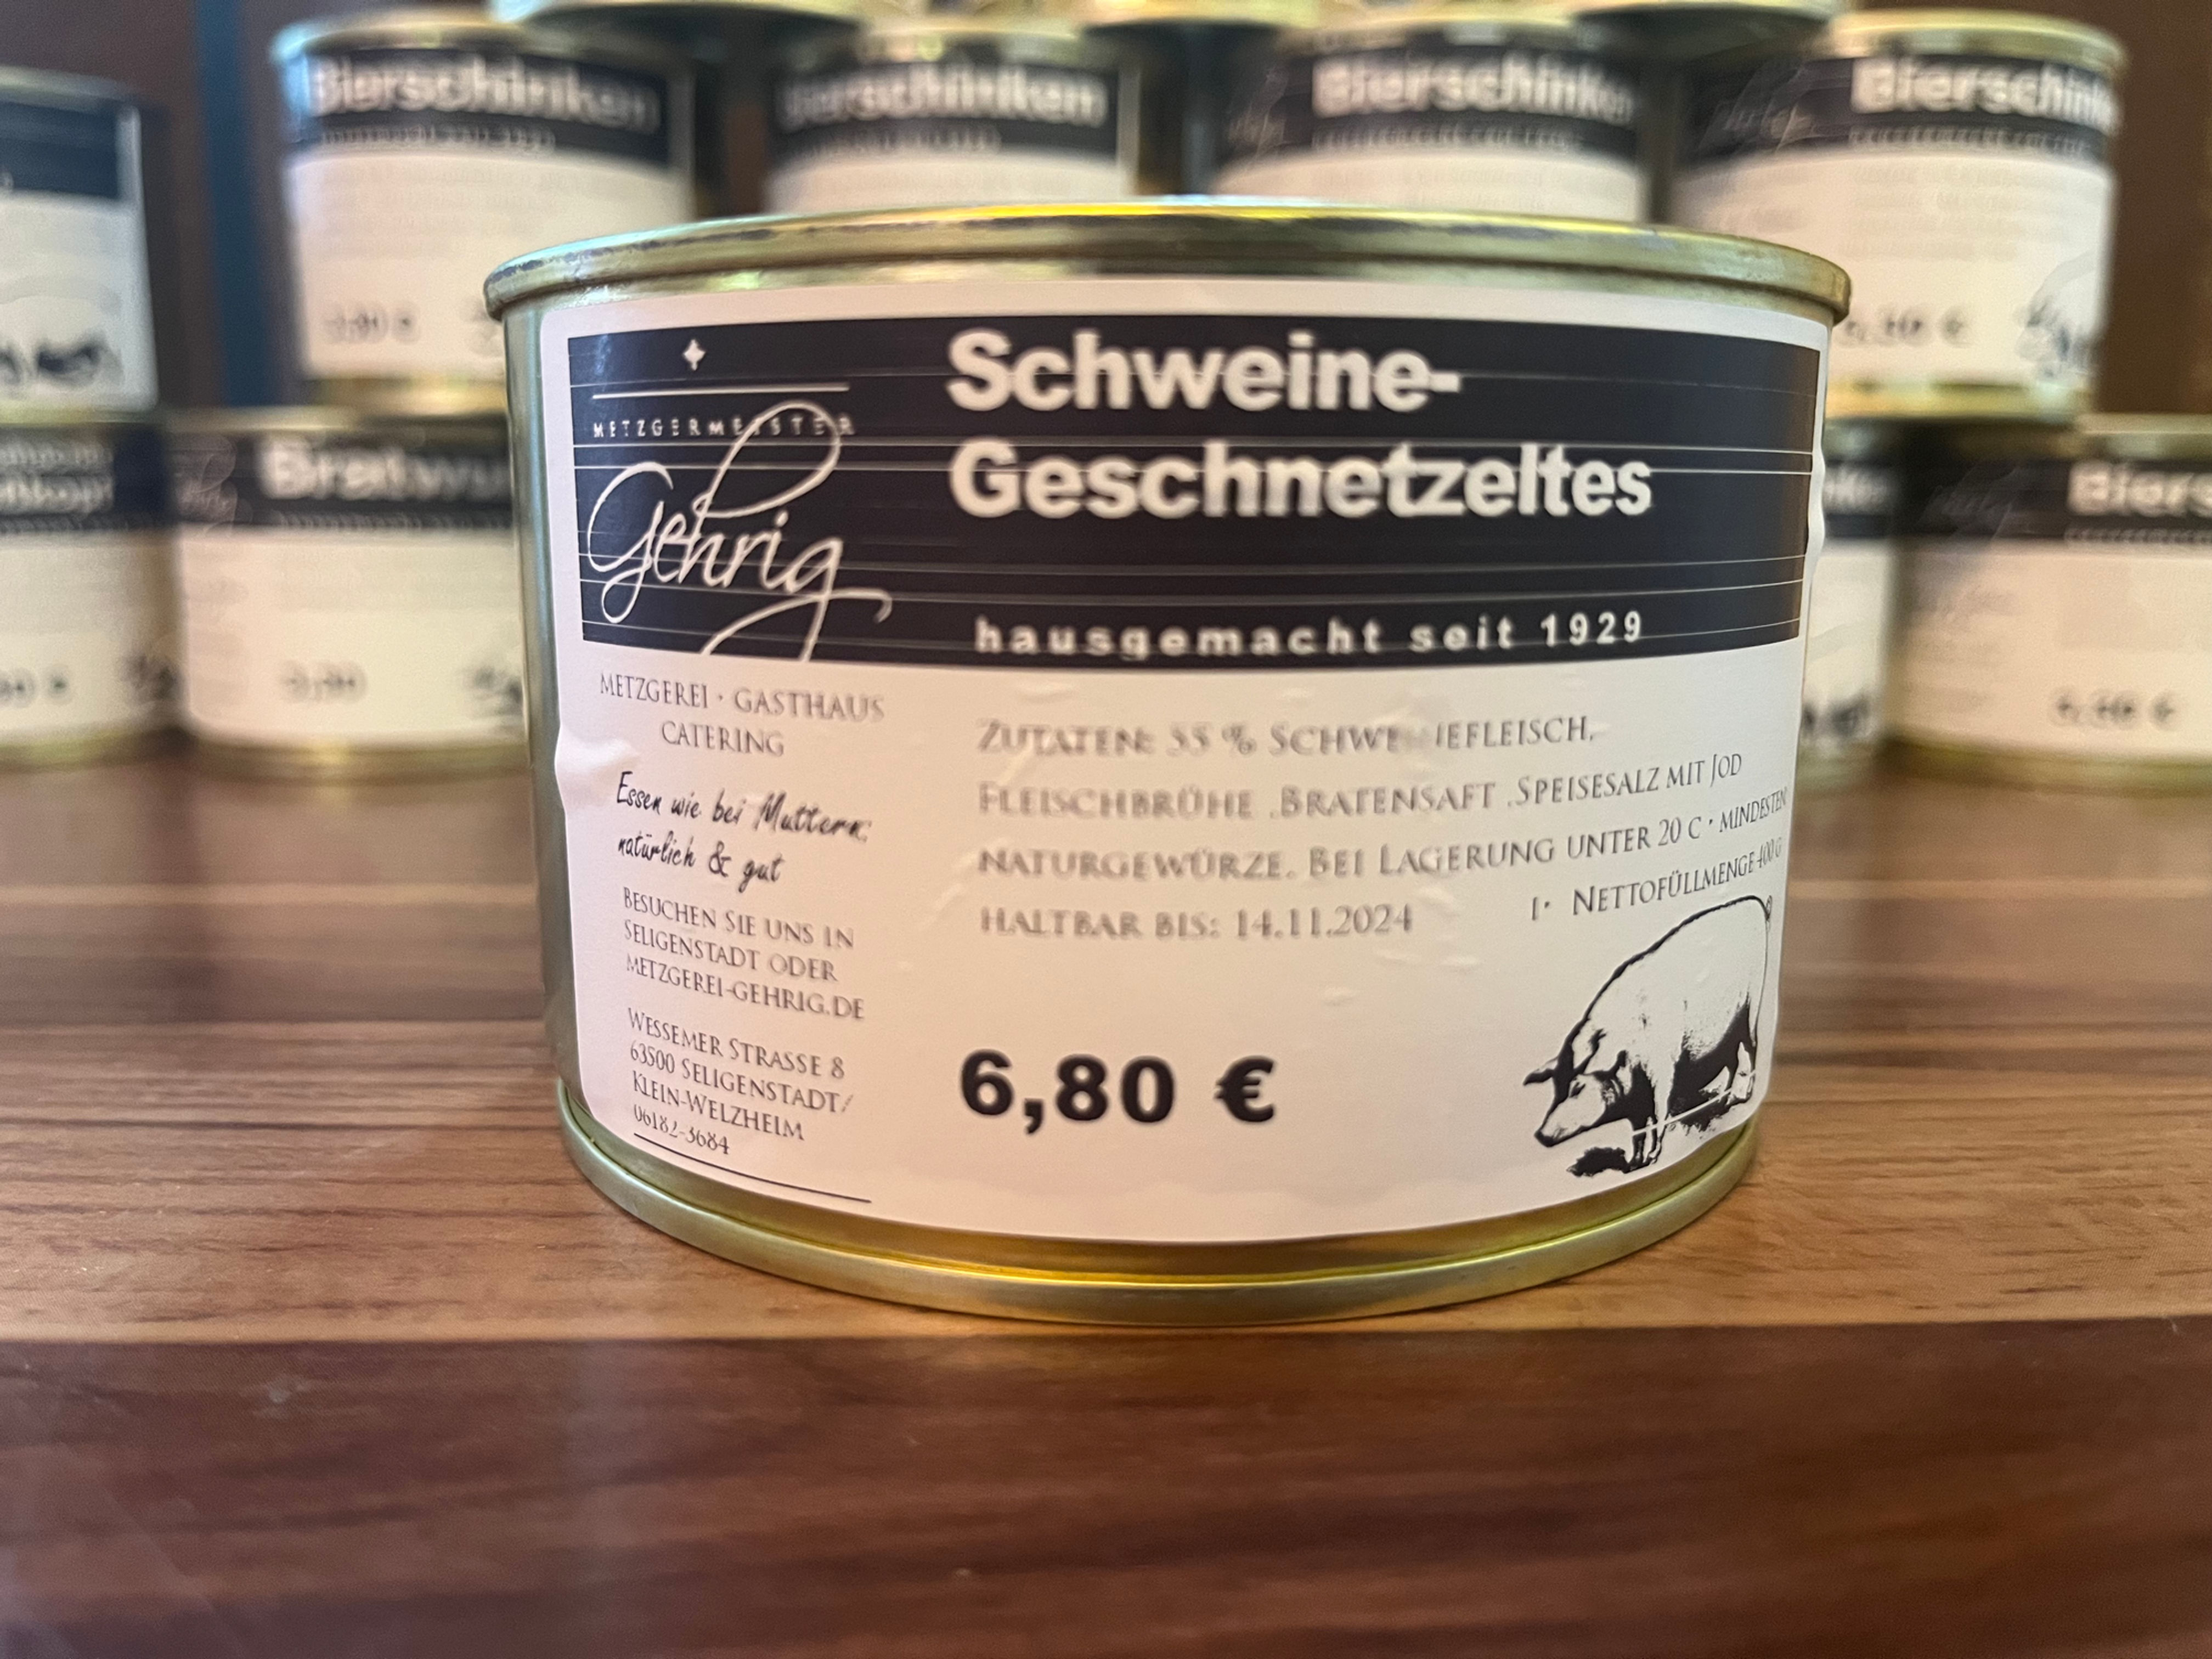 Bierschinken
Bierschinken
Bierschinken
Bratwu
METZGERMEISTER
Gehrig
Schweine-
Geschnetzeltes
hausgemacht seit 1929
METZGEREI · GASTHAUS
CATERING
Essen wie bei Muttern:
natürlich & gut
BESUCHEN SIE UNS IN
SELIGENSTADT ODER
METZGEREI-GEHRIG.DE
WESSEMER STRASSE 8
63500 SELIGENSTADT/
KLEIN-WELZHEIM
06182-3684
ZUTATEN: 55 % SCHWEINEFLEISCH,
FLEISCHBRÜHE .BRATENSAFT .SPEISESALZ MIT JOD
NATURGEWÜRZE. BEI LAGERUNG UNTER 20 C · MINDESTEN
HALTBAR BIS: 14.11.2024 1· NETTOFÜLLMENGE 400 G
6,80 €